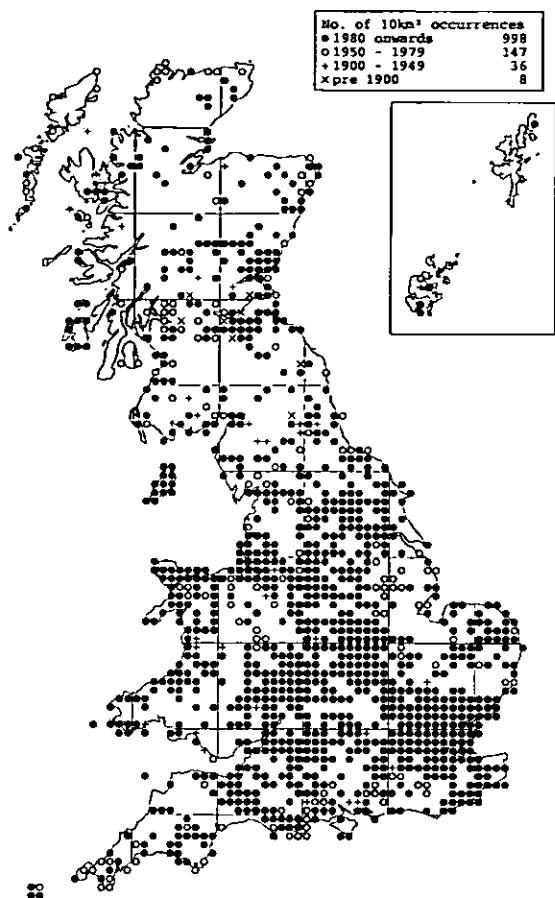 No. of 10km² occurrences
● 1980 onwards 998
○ 1950 - 1979 147
+ 1900 - 1949 36
× pre 1900 8